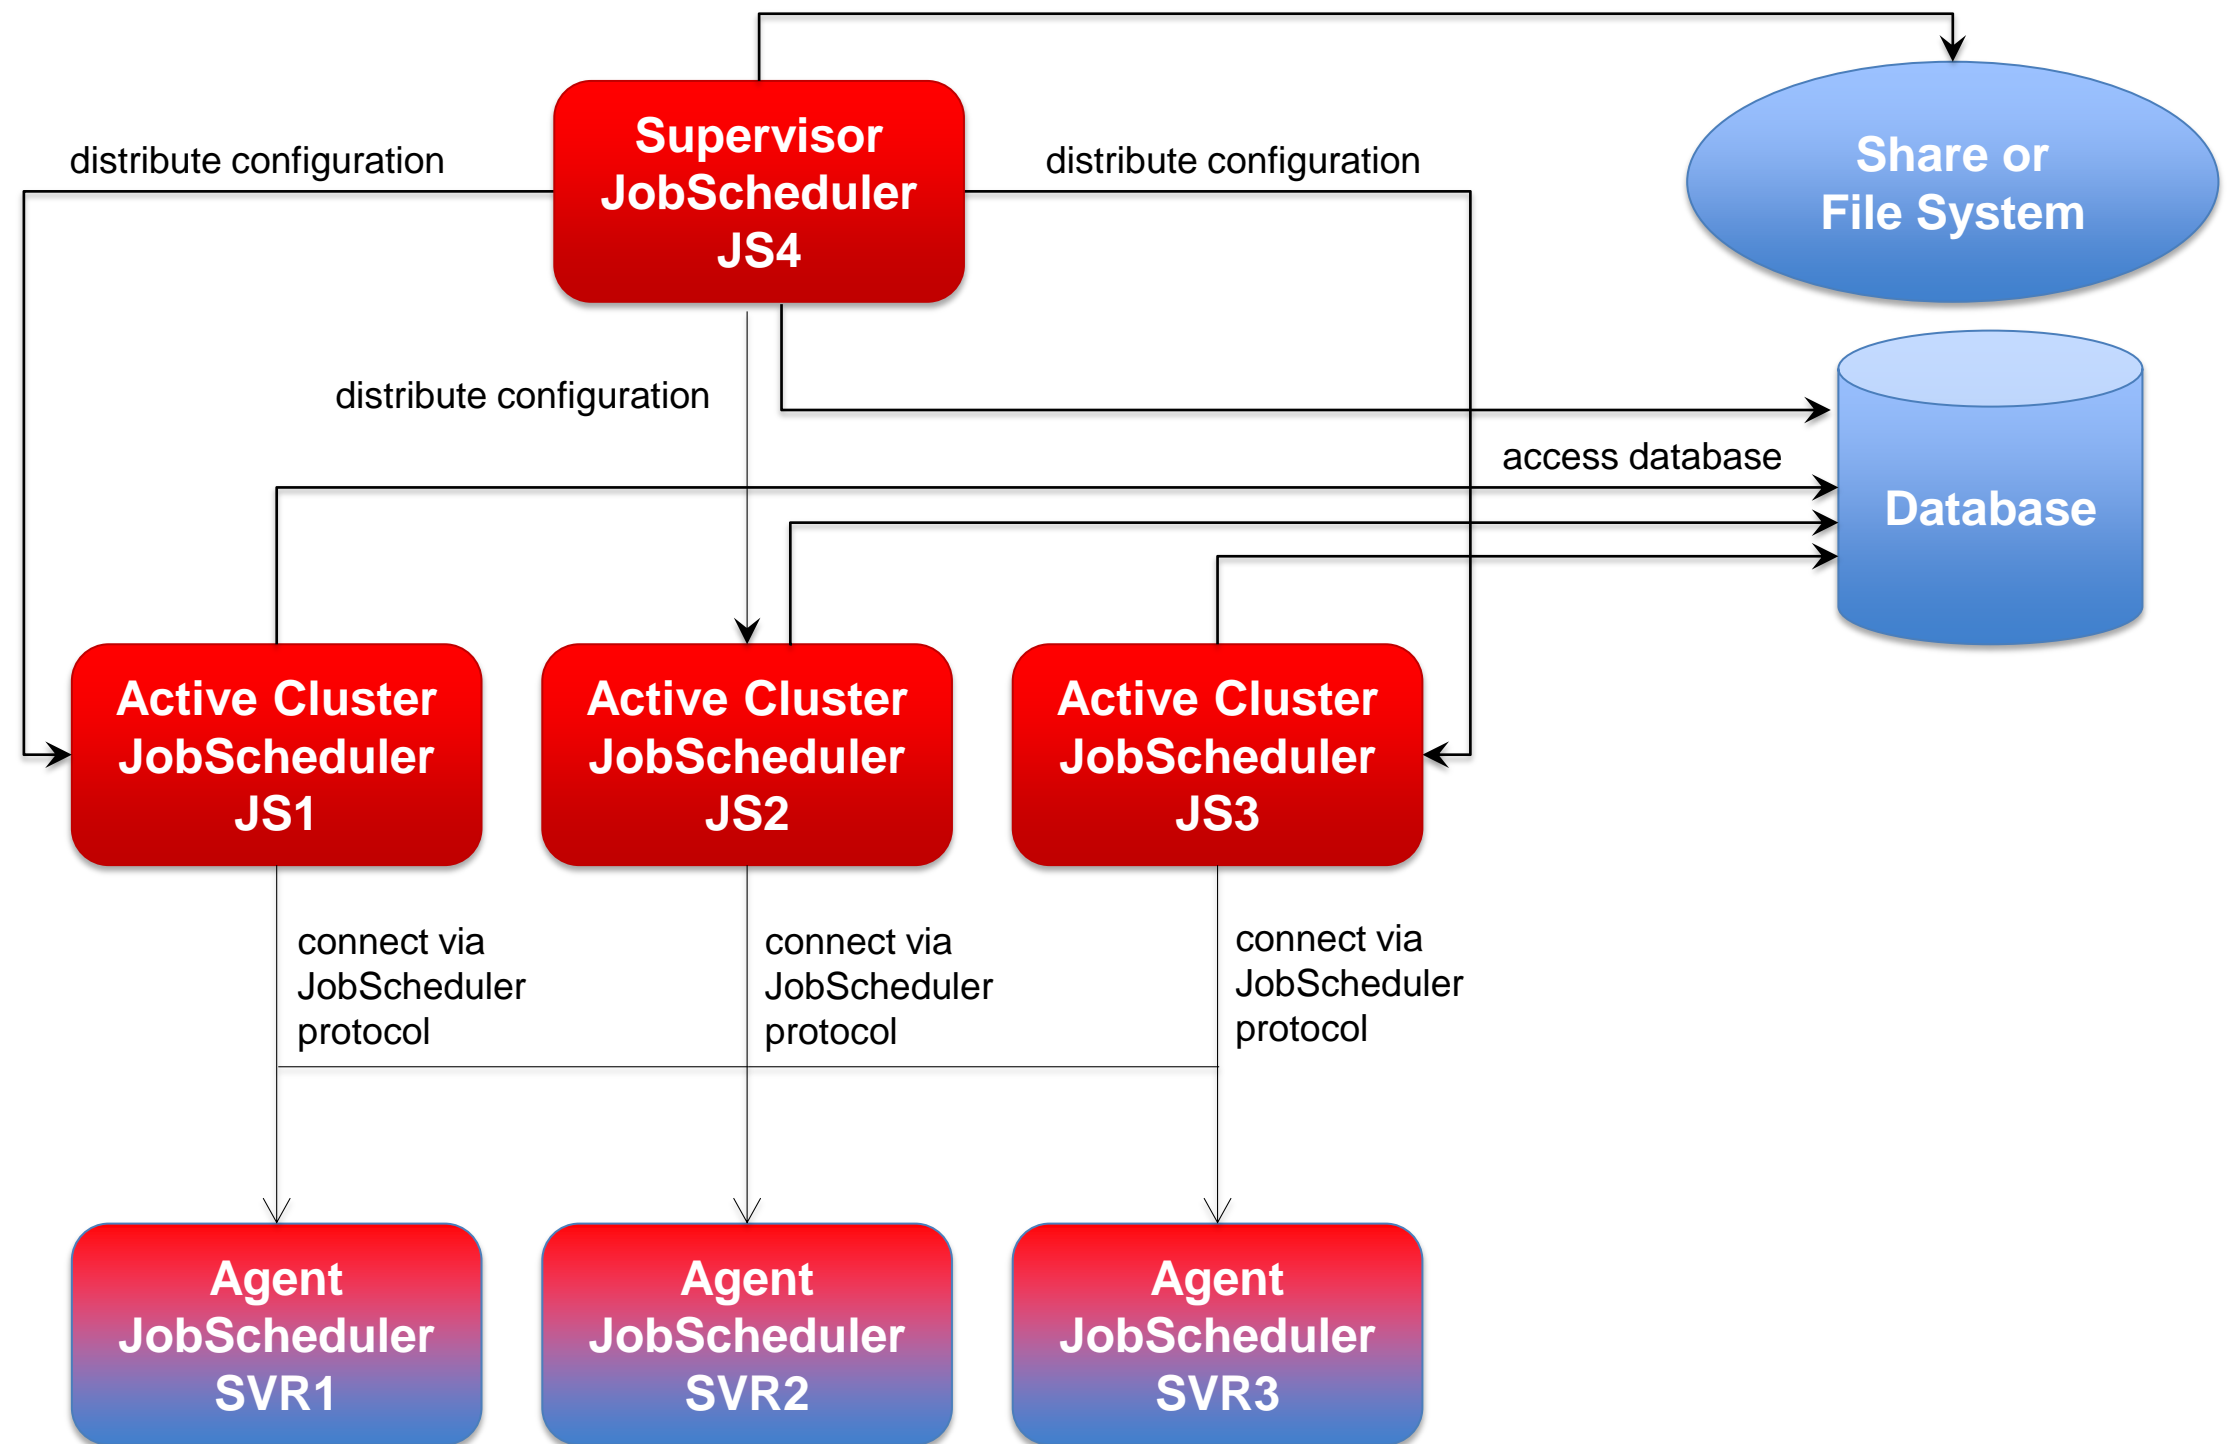 Supervisor
JobScheduler
JS4
distribute configuration
distribute configuration
Share or
File System
distribute configuration
access database
Database
Active Cluster
JobScheduler
JS1
Active Cluster
JobScheduler
JS2
Active Cluster
JobScheduler
JS3
connect via
JobScheduler
protocol
connect via
JobScheduler
protocol
connect via
JobScheduler
protocol
Agent
JobScheduler
SVR1
Agent
JobScheduler
SVR2
Agent
JobScheduler
SVR3